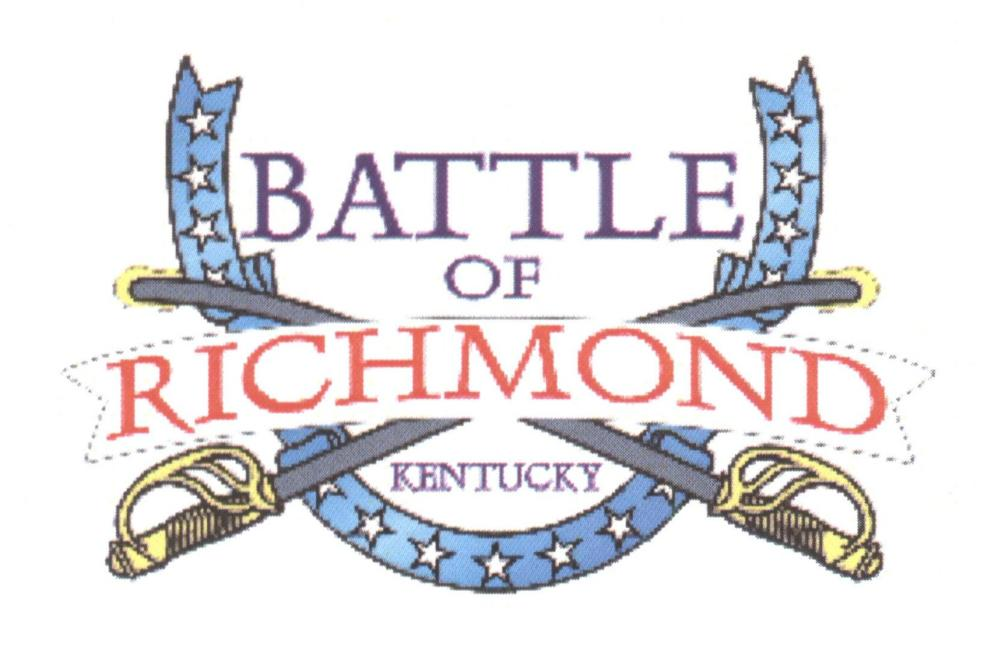 BATTLE
OF
RICHMOND
KENTUCKY